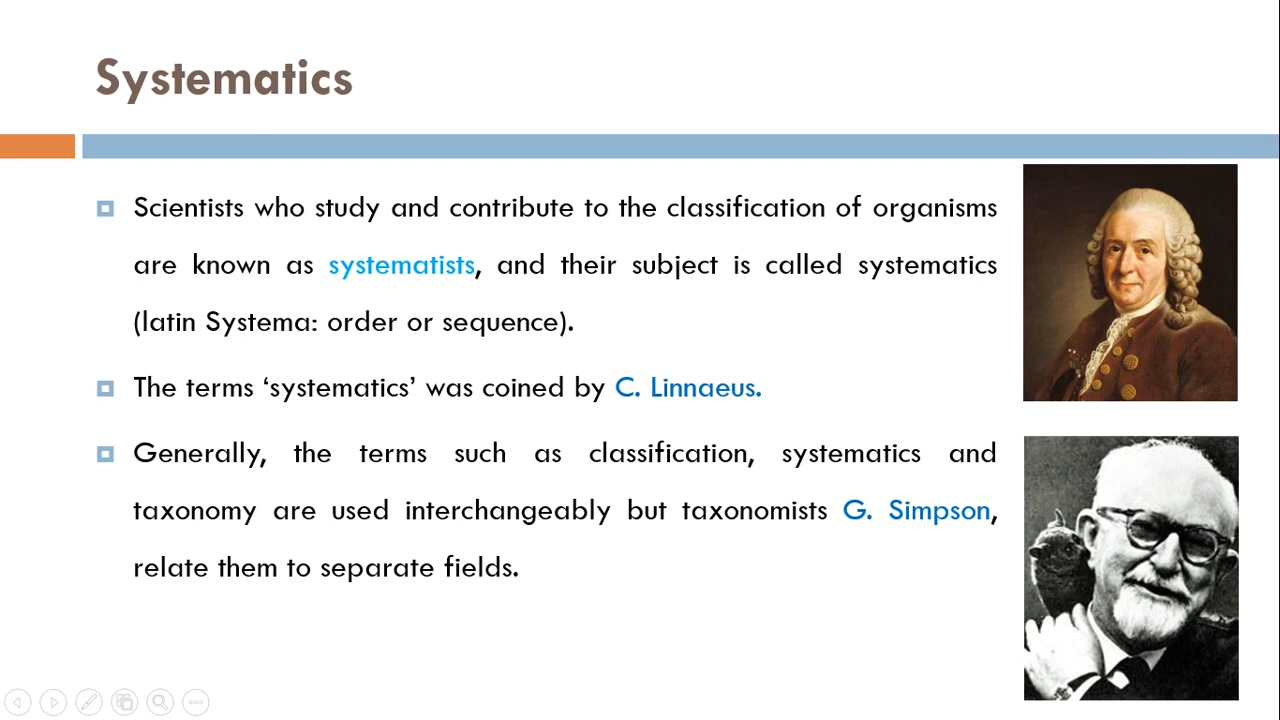 Systematics
Scientists who study and contribute to the classification of organisms
are known as systematists, and their subject is called systematics
(latin Systema: order or sequence).
The terms ‘systematics’ was coined by C. Linnaeus.
Generally, the terms such as classification, systematics and
taxonomy are used interchangeably but taxonomists G. Simpson,
relate them to separate fields.